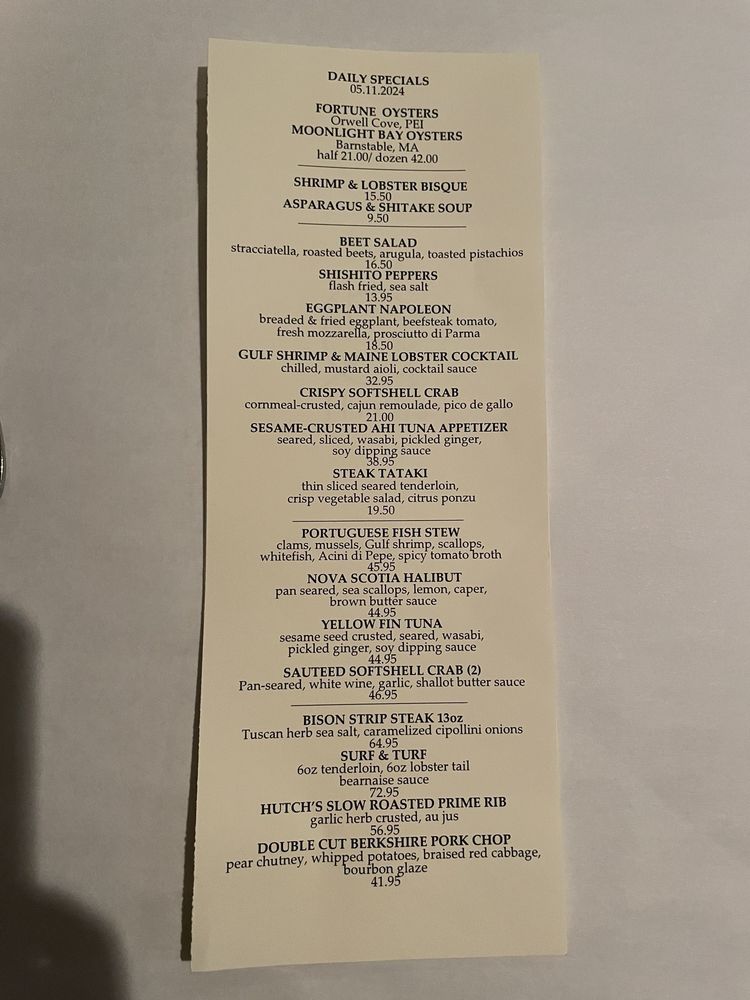 DAILY SPECIALS
05.11.2024
FORTUNE OYSTERS
Orwell Cove, PEI
MOONLIGHT BAY OYSTERS
Barnstable, MA
half 21.00/ dozen 42.00
SHRIMP & LOBSTER BISQUE
15.50
ASPARAGUS & SHITAKE SOUP
9.50
BEET SALAD
stracciatella, roasted beets, arugula, toasted pistachios
16.50
SHISHITO PEPPERS
flash fried, sea salt
13.95
EGGPLANT NAPOLEON
breaded & fried eggplant, beefsteak tomato,
fresh mozzarella, prosciutto di Parma
18.50
GULF SHRIMP & MAINE LOBSTER COCKTAIL
chilled, mustard aioli, cocktail sauce
32.95
CRISPY SOFTSHELL CRAB
cornmeal-crusted, cajun remoulade, pico de gallo
21.00
SESAME-CRUSTED AHI TUNA APPETIZER
seared, sliced, wasabi, pickled ginger,
soy dipping sauce
38.95
STEAK TATAKI
thin sliced seared tenderloin,
crisp vegetable salad, citrus ponzu
19.50
PORTUGUESE FISH STEW
clams, mussels, Gulf shrimp, scallops,
whitefish, Acini di Pepe, spicy tomato broth
45.95
NOVA SCOTIA HALIBUT
pan seared, sea scallops, lemon, caper,
brown butter sauce
44.95
YELLOW FIN TUNA
sesame seed crusted, seared, wasabi,
pickled ginger, soy dipping sauce
44.95
SAUTEED SOFTSHELL CRAB (2)
Pan-seared, white wine, garlic, shallot butter sauce
46.95
BISON STRIP STEAK 13oz
Tuscan herb sea salt, caramelized cipollini onions
64.95
SURF & TURF
6oz tenderloin, 6oz lobster tail
bearnaise sauce
72.95
HUTCH'S SLOW ROASTED PRIME RIB
garlic herb crusted, au jus
56.95
DOUBLE CUT BERKSHIRE PORK CHOP
pear chutney, whipped potatoes, braised red cabbage,
bourbon glaze
41.95